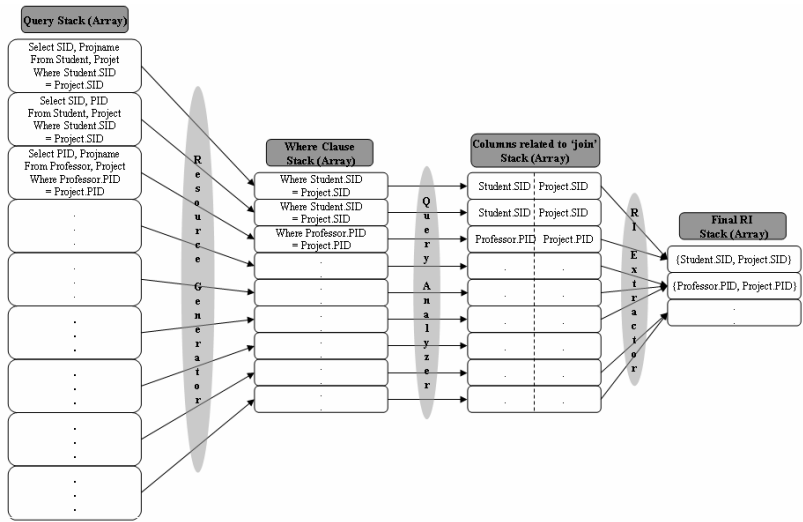 Query Stack (Array)
Select SID, Projname
From Student, Projet
Where Student.SID
= Project.SID
Select SID, PID
From Student, Project
Where Student.SID
= Project.SID
Select PID, Projname
From Professor, Project
Where Professor.PID
= Project.PID
Resource Generator
Where Clause
Stack (Array)
Where Student.SID
= Project.SID
Where Student.SID
= Project.SID
Where Professor.PID
= Project.PID
Query Analyzer
Columns related to ‘join’
Stack (Array)
Student.SID Project.SID
Student.SID Project.SID
Professor.PID Project.PID
RI Extractor
Final RI
Stack (Array)
{Student.SID, Project.SID}
{Professor.PID, Project.PID}